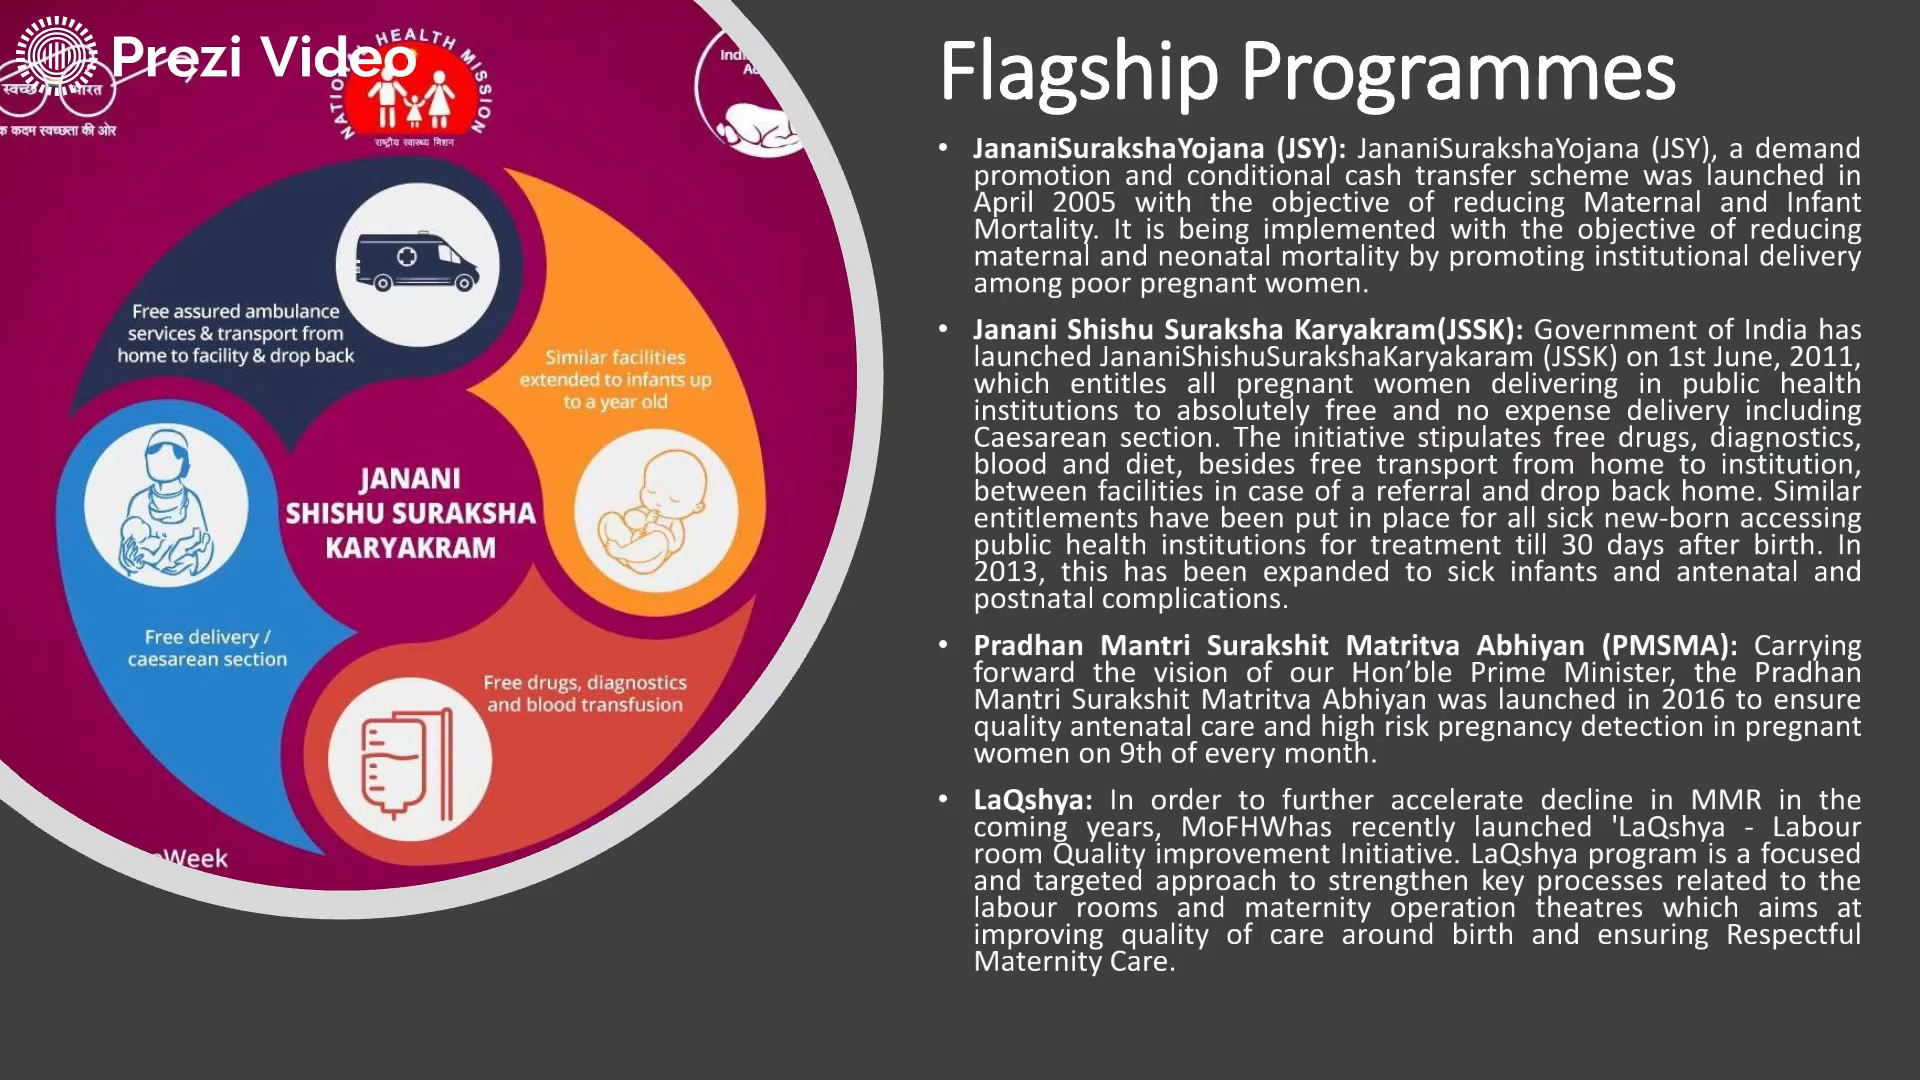 Prezi Video
NATIONAL HEALTH MISSION
राष्ट्रीय स्वास्थ्य मिशन
स्वच्छ भारत
क कदम स्वच्छता की ओर
Free assured ambulance
services & transport from
home to facility & drop back
Similar facilities
extended to infants up
to a year old
JANANI
SHISHU SURAKSHA
KARYAKRAM
Free delivery /
caesarean section
Free drugs, diagnostics
and blood transfusion
Week
Flagship Programmes
• JananiSurakshaYojana (JSY): JananiSurakshaYojana (JSY), a demand
promotion and conditional cash transfer scheme was launched in
April 2005 with the objective of reducing Maternal and Infant
Mortality. It is being implemented with the objective of reducing
maternal and neonatal mortality by promoting institutional delivery
among poor pregnant women.
• Janani Shishu Suraksha Karyakram(JSSK): Government of India has
launched JananiShishuSurakshaKaryakaram (JSSK) on 1st June, 2011,
which entitles all pregnant women delivering in public health
institutions to absolutely free and no expense delivery including
Caesarean section. The initiative stipulates free drugs, diagnostics,
blood and diet, besides free transport from home to institution,
between facilities in case of a referral and drop back home. Similar
entitlements have been put in place for all sick new-born accessing
public health institutions for treatment till 30 days after birth. In
2013, this has been expanded to sick infants and antenatal and
postnatal complications.
• Pradhan Mantri Surakshit Matritva Abhiyan (PMSMA): Carrying
forward the vision of our Hon’ble Prime Minister, the Pradhan
Mantri Surakshit Matritva Abhiyan was launched in 2016 to ensure
quality antenatal care and high risk pregnancy detection in pregnant
women on 9th of every month.
• LaQshya: In order to further accelerate decline in MMR in the
coming years, MoFHWhas recently launched 'LaQshya - Labour
room Quality improvement Initiative. LaQshya program is a focused
and targeted approach to strengthen key processes related to the
labour rooms and maternity operation theatres which aims at
improving quality of care around birth and ensuring Respectful
Maternity Care.